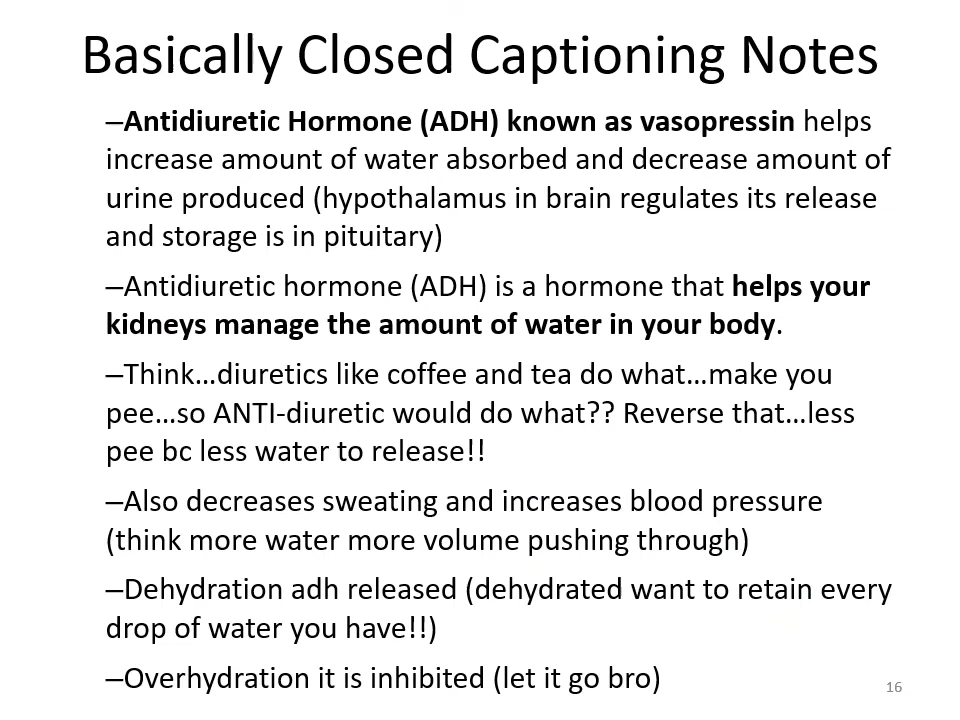 Basically Closed Captioning Notes
–Antidiuretic Hormone (ADH) known as vasopressin helps
increase amount of water absorbed and decrease amount of
urine produced (hypothalamus in brain regulates its release
and storage is in pituitary)
–Antidiuretic hormone (ADH) is a hormone that helps your
kidneys manage the amount of water in your body.
–Think…diuretics like coffee and tea do what…make you
pee…so ANTI-diuretic would do what?? Reverse that…less
pee bc less water to release!!
–Also decreases sweating and increases blood pressure
(think more water more volume pushing through)
–Dehydration adh released (dehydrated want to retain every
drop of water you have!!)
–Overhydration it is inhibited (let it go bro)
16